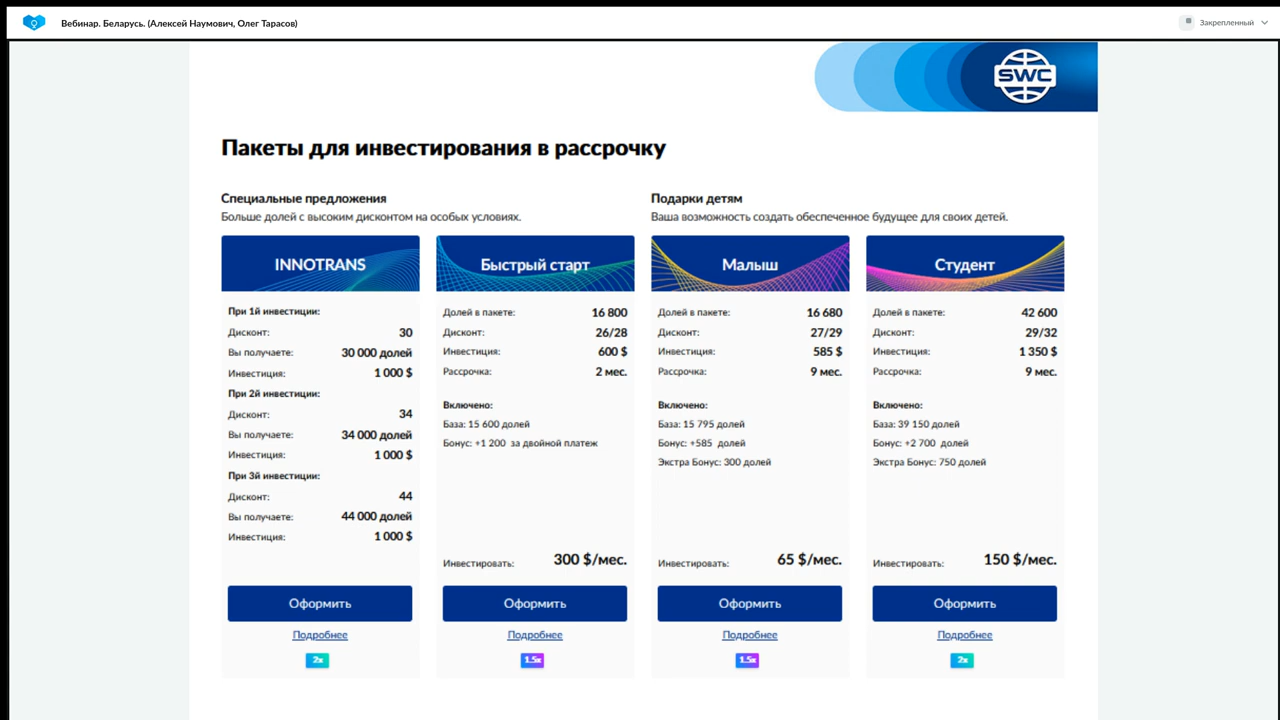 Вебинар. Беларусь. (Алексей Наумович, Олег Тарасов)
Закрепленный
SWC
Пакеты для инвестирования в рассрочку
Специальные предложения
Больше долей с высоким дисконтом на особых условиях.
Подарки детям
Ваша возможность создать обеспеченное будущее для своих детей.
INNOTRANS
При 1й инвестиции:
Дисконт: 30
Вы получаете: 30 000 долей
Инвестиция: 1 000 $
При 2й инвестиции:
Дисконт: 34
Вы получаете: 34 000 долей
Инвестиция: 1 000 $
При 3й инвестиции:
Дисконт: 44
Вы получаете: 44 000 долей
Инвестиция: 1 000 $
Оформить
Подробнее
2x
Быстрый старт
Долей в пакете: 16 800
Дисконт: 26/28
Инвестиция: 600 $
Рассрочка: 2 мес.
Включено:
База: 15 600 долей
Бонус: +1 200 за двойной платеж
Инвестировать: 300 $/мес.
Оформить
Подробнее
1.5x
Малыш
Долей в пакете: 16 680
Дисконт: 27/29
Инвестиция: 585 $
Рассрочка: 9 мес.
Включено:
База: 15 795 долей
Бонус: +585 долей
Экстра Бонус: 300 долей
Инвестировать: 65 $/мес.
Оформить
Подробнее
1.5x
Студент
Долей в пакете: 42 600
Дисконт: 29/32
Инвестиция: 1 350 $
Рассрочка: 9 мес.
Включено:
База: 39 150 долей
Бонус: +2 700 долей
Экстра Бонус: 750 долей
Инвестировать: 150 $/мес.
Оформить
Подробнее
2x